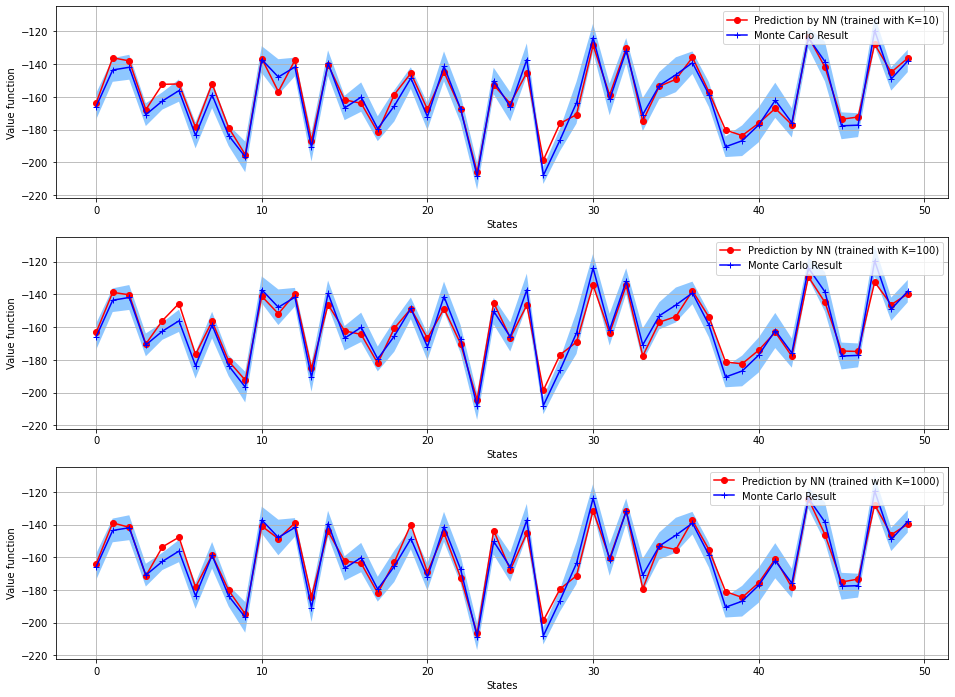 Prediction by NN (trained with K=10)
Monte Carlo Result
Value function
−120
−140
−160
−180
−200
−220
0 10 20 30 40 50
States
Prediction by NN (trained with K=100)
Monte Carlo Result
Value function
−120
−140
−160
−180
−200
−220
0 10 20 30 40 50
States
Prediction by NN (trained with K=1000)
Monte Carlo Result
Value function
−120
−140
−160
−180
−200
−220
0 10 20 30 40 50
States